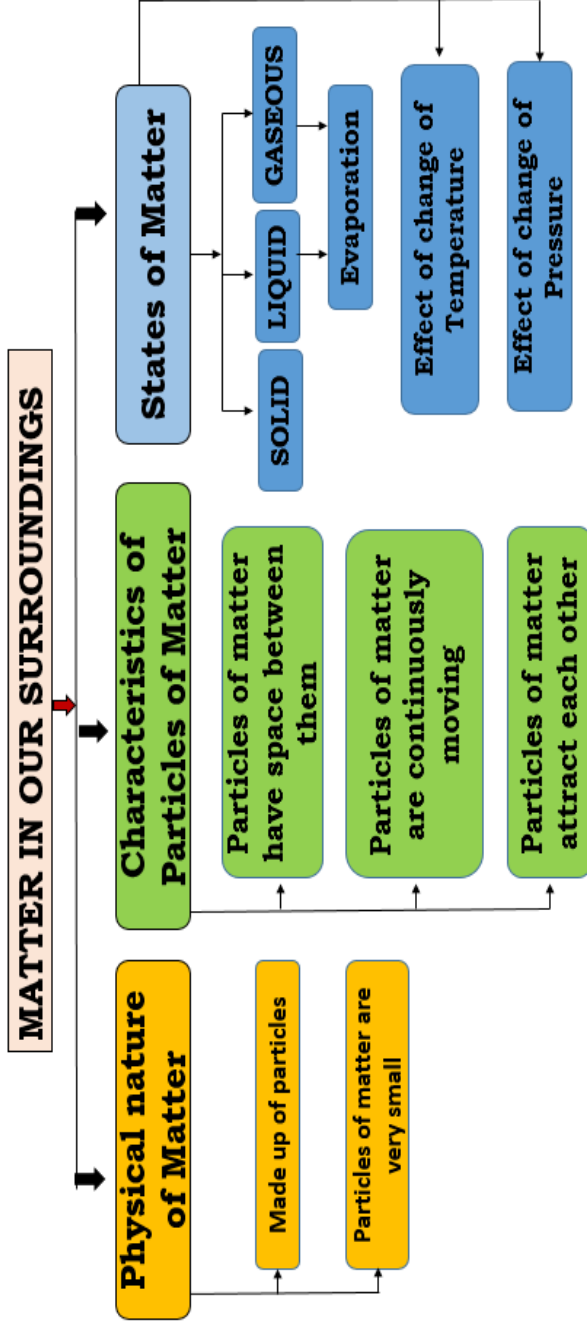 MATTER IN OUR SURROUNDINGS
Physical nature
of Matter
Made up of particles
Particles of matter are
very small
Characteristics of
Particles of Matter
Particles of matter
have space between
them
Particles of matter
are continuously
moving
Particles of matter
attract each other
States of Matter
SOLID
LIQUID
GASEOUS
Evaporation
Effect of change of
Temperature
Effect of change of
Pressure